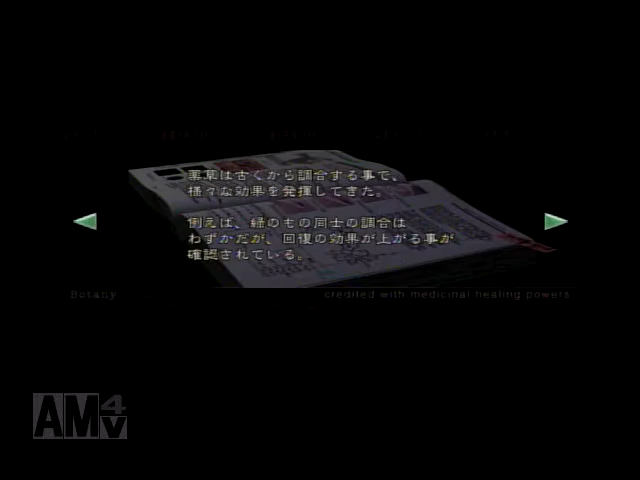 薬草は古くから調合する事で、
様々な効果を発揮してきた。
例えば、緑のもの同士の調合は
わずかだが、回復の効果が上がる事が
確認されている。
Botany
credited with medicinal healing powers
AM4V